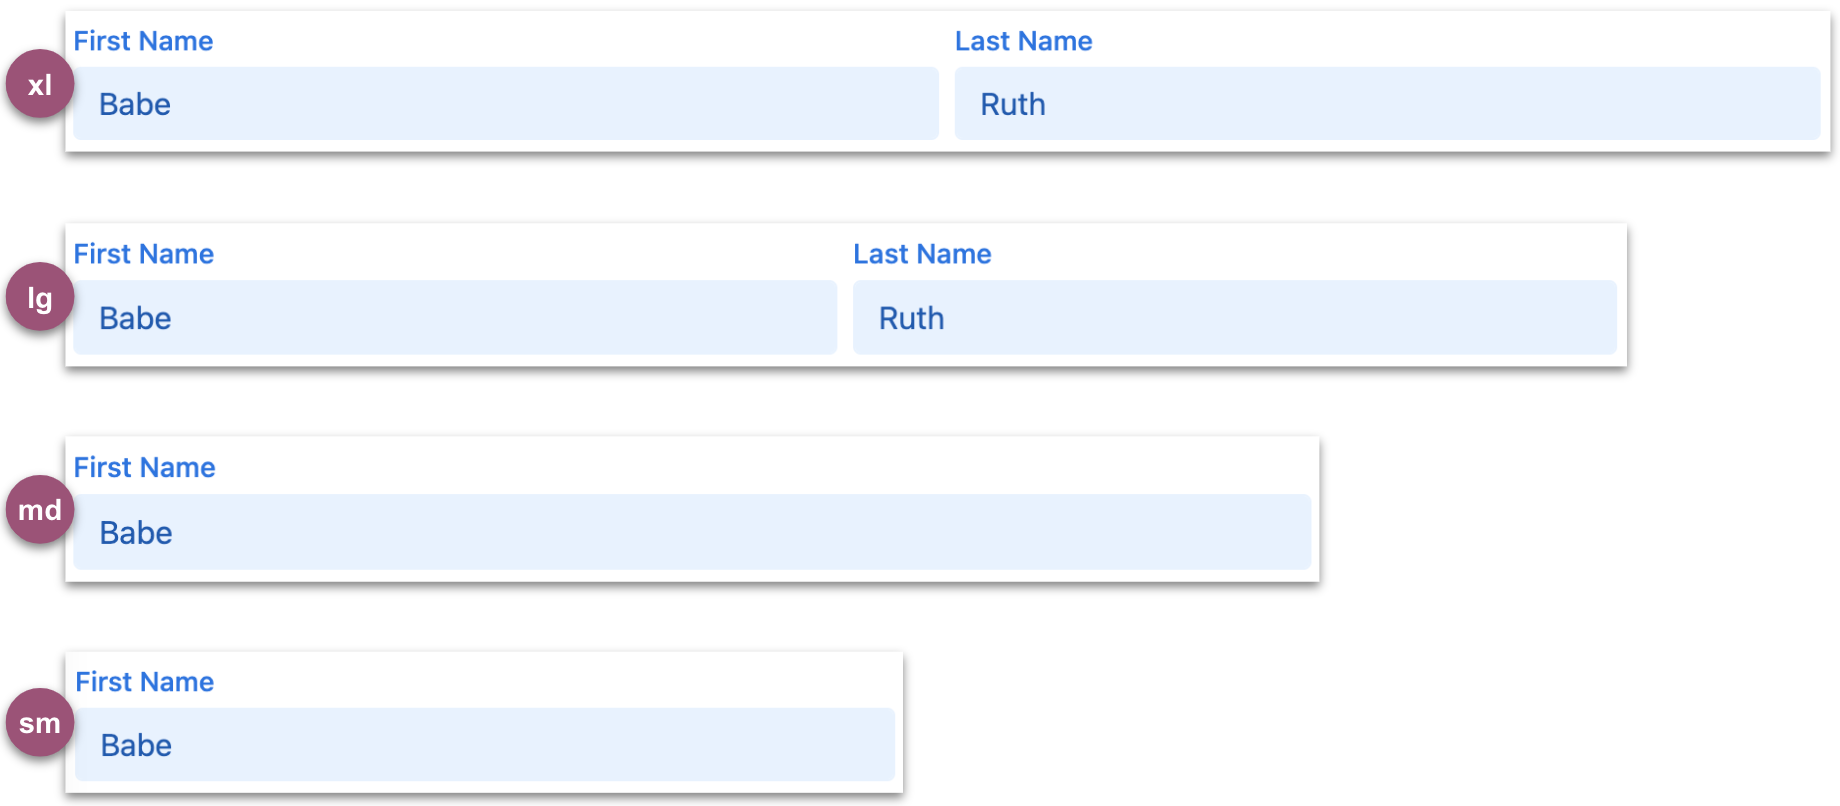 First Name Last Name
xl
Babe Ruth
First Name Last Name
lg
Babe Ruth
First Name
md
Babe
First Name
sm
Babe